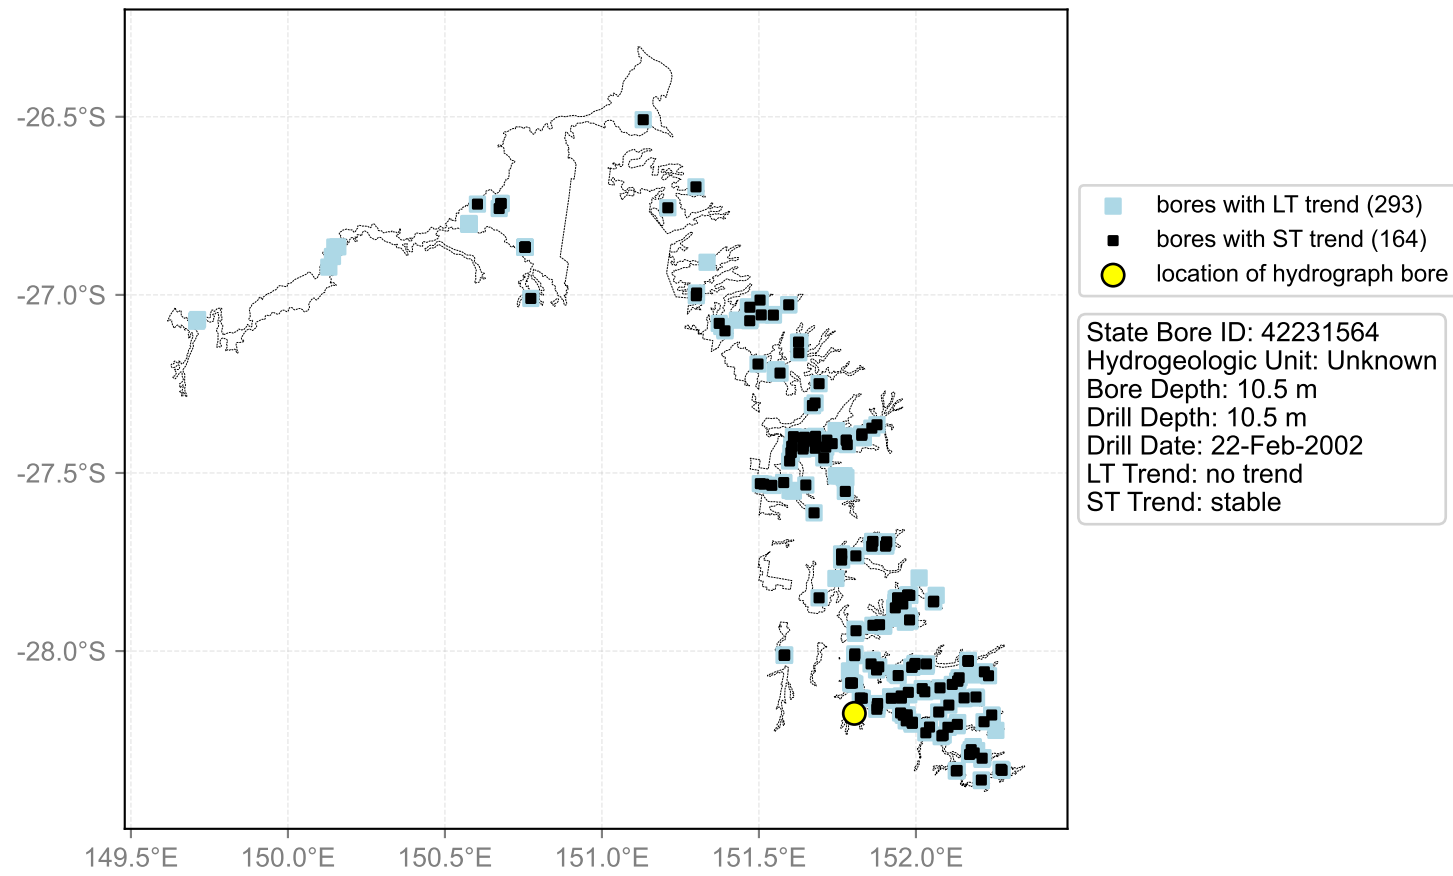 -26.5°S
-27.0°S
-27.5°S
-28.0°S
149.5°E 150.0°E 150.5°E 151.0°E 151.5°E 152.0°E
bores with LT trend (293)
bores with ST trend (164)
location of hydrograph bore
State Bore ID: 42231564
Hydrogeologic Unit: Unknown
Bore Depth: 10.5 m
Drill Depth: 10.5 m
Drill Date: 22-Feb-2002
LT Trend: no trend
ST Trend: stable